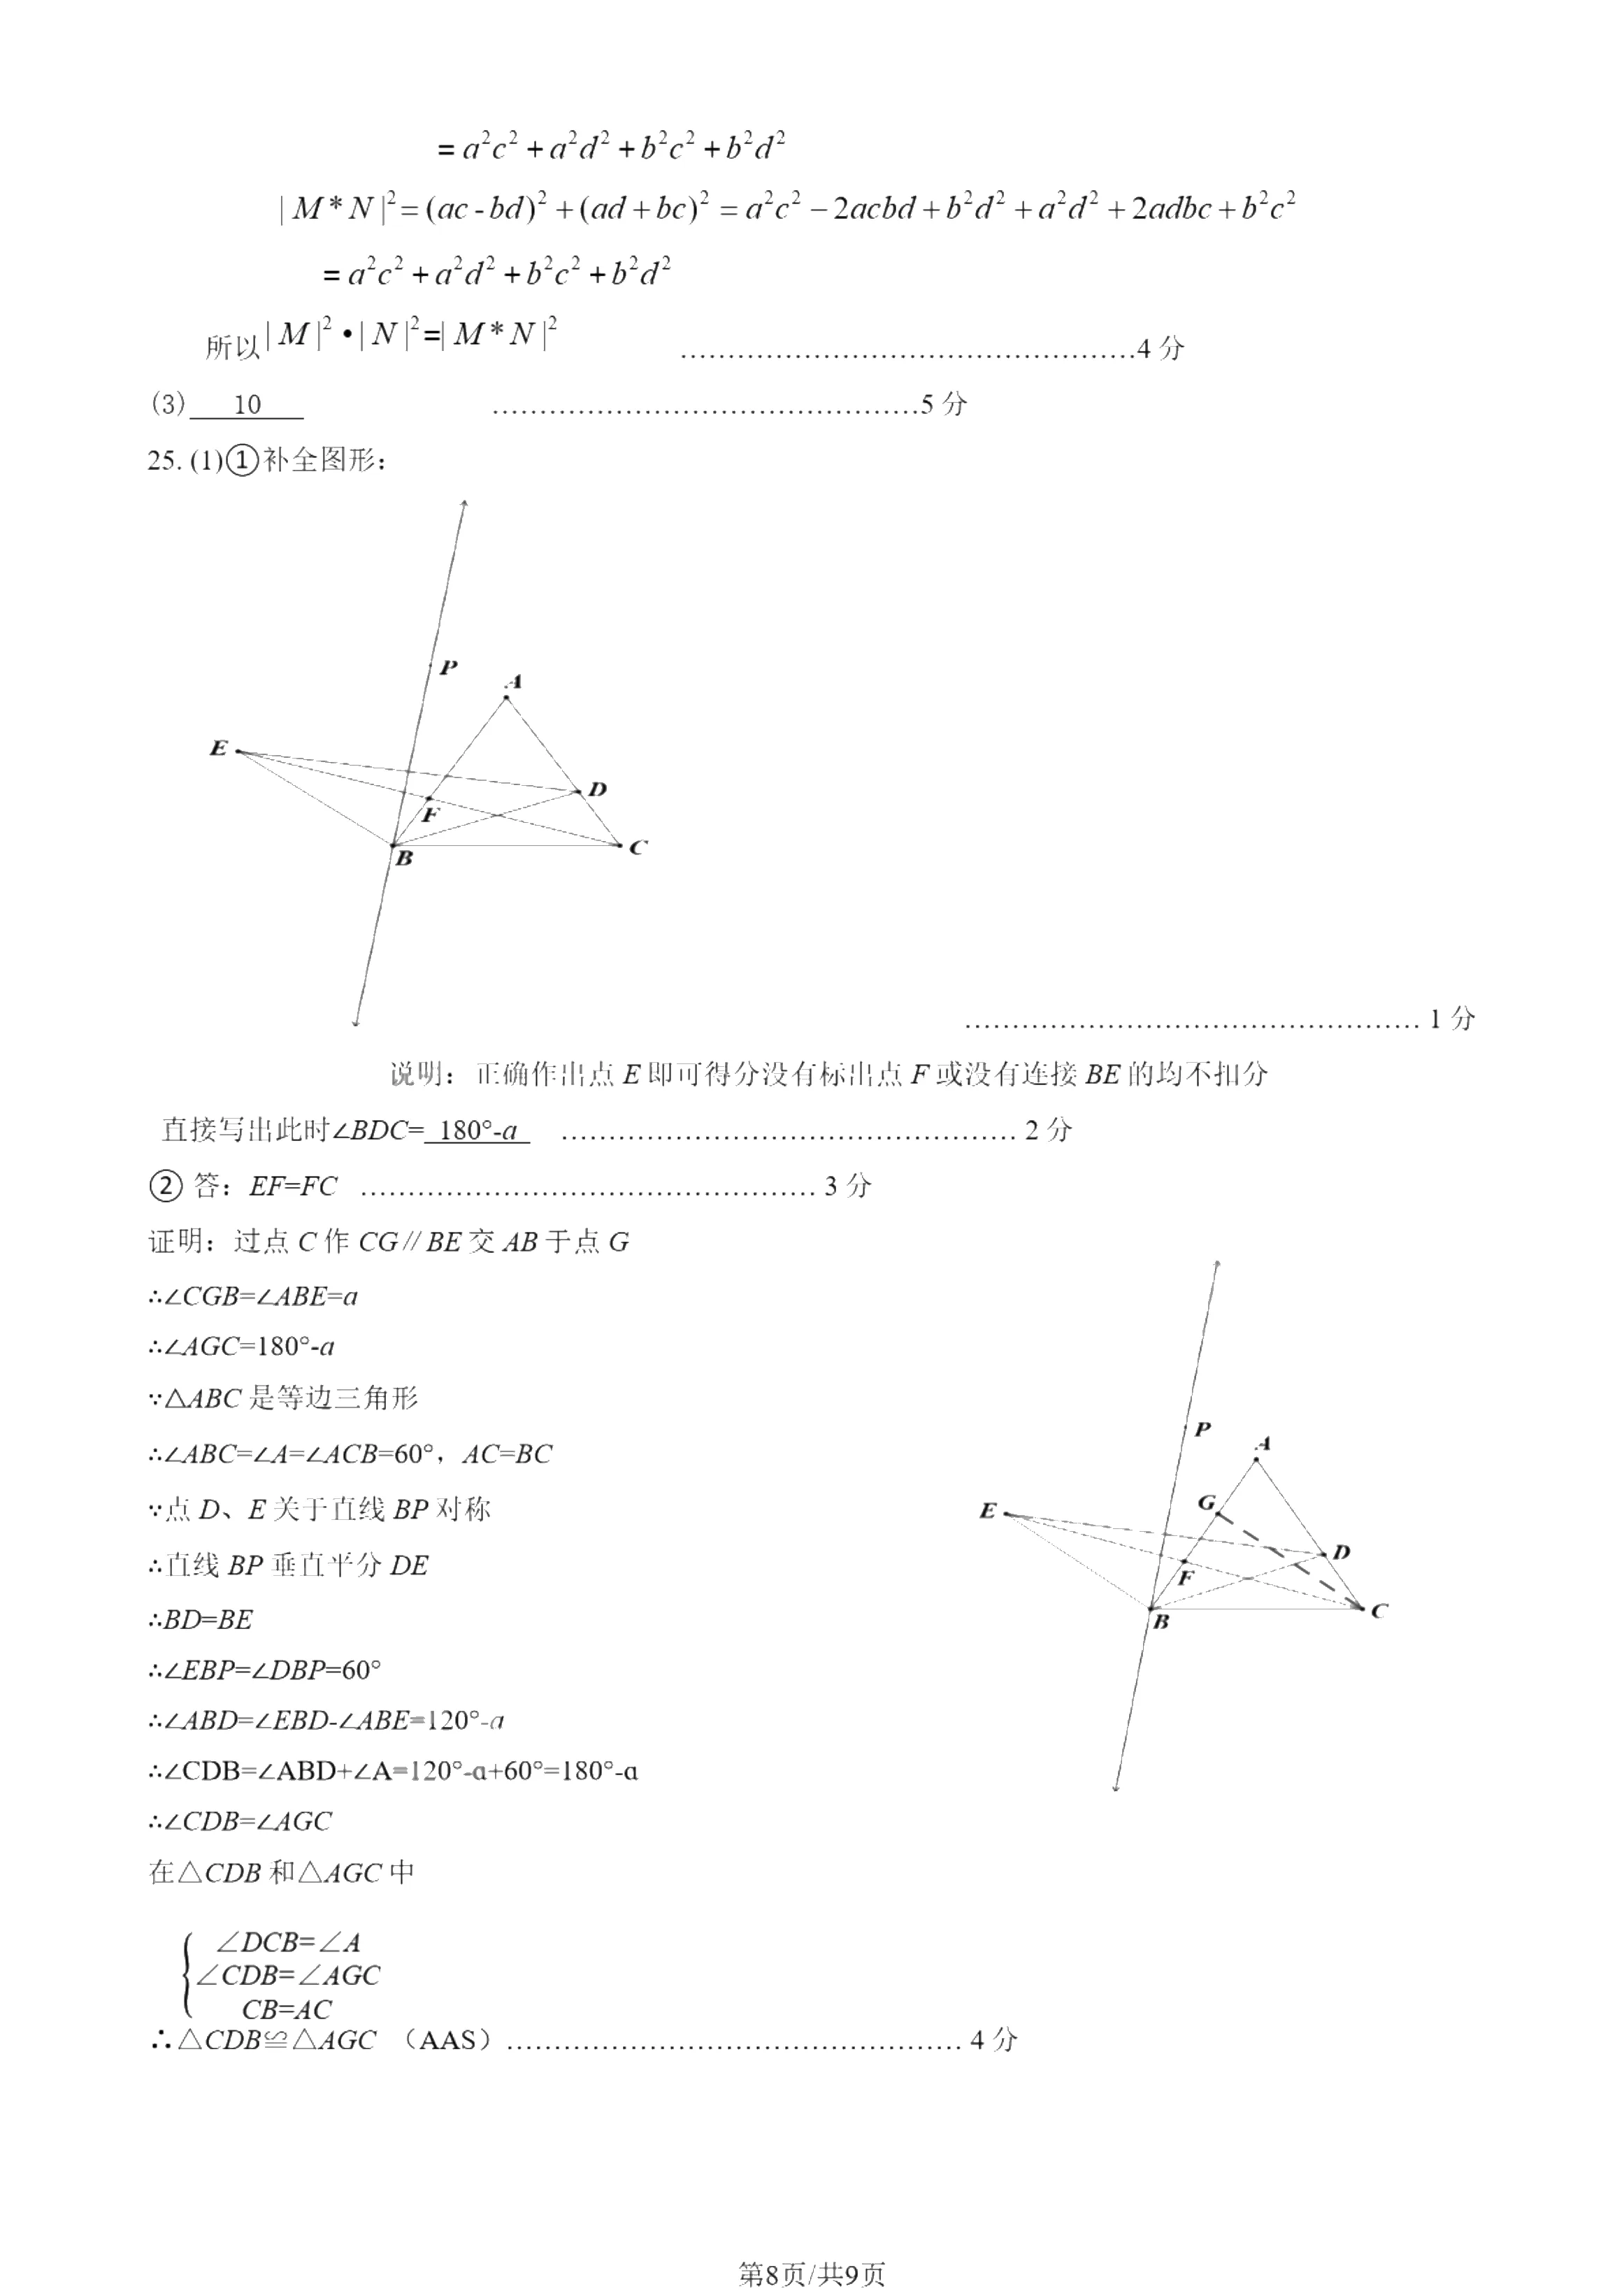 = a²c² + a²d² + b²c² + b²d²
| M * N |² = (ac - bd)² + (ad + bc)² = a²c² − 2acbd + b²d² + a²d² + 2adbc + b²c²
= a²c² + a²d² + b²c² + b²d²
所以| M |² • | N |² =| M * N |² ................................................4 分
(3) 10 .............................................5 分
25. (1)①补全图形：
P
A
E
D
F
B
C
................................................ 1 分
说明：正确作出点 E 即可得分没有标出点 F 或没有连接 BE 的均不扣分
直接写出此时∠BDC= 180°-a ................................................ 2 分
② 答：EF=FC ................................................ 3 分
证明：过点 C 作 CG∥BE 交 AB 于点 G
∴∠CGB=∠ABE=a
∴∠AGC=180°-a
∵△ABC 是等边三角形
∴∠ABC=∠A=∠ACB=60°，AC=BC
∵点 D、E 关于直线 BP 对称
∴直线 BP 垂直平分 DE
∴BD=BE
∴∠EBP=∠DBP=60°
∴∠ABD=∠EBD-∠ABE=120°-a
∴∠CDB=∠ABD+∠A=120°-α+60°=180°-α
∴∠CDB=∠AGC
在△CDB 和△AGC 中
P
A
G
E
D
F
B
C
∠DCB=∠A
∠CDB=∠AGC
CB=AC
∴△CDB≌△AGC （AAS）................................................ 4 分
第8页/共9页